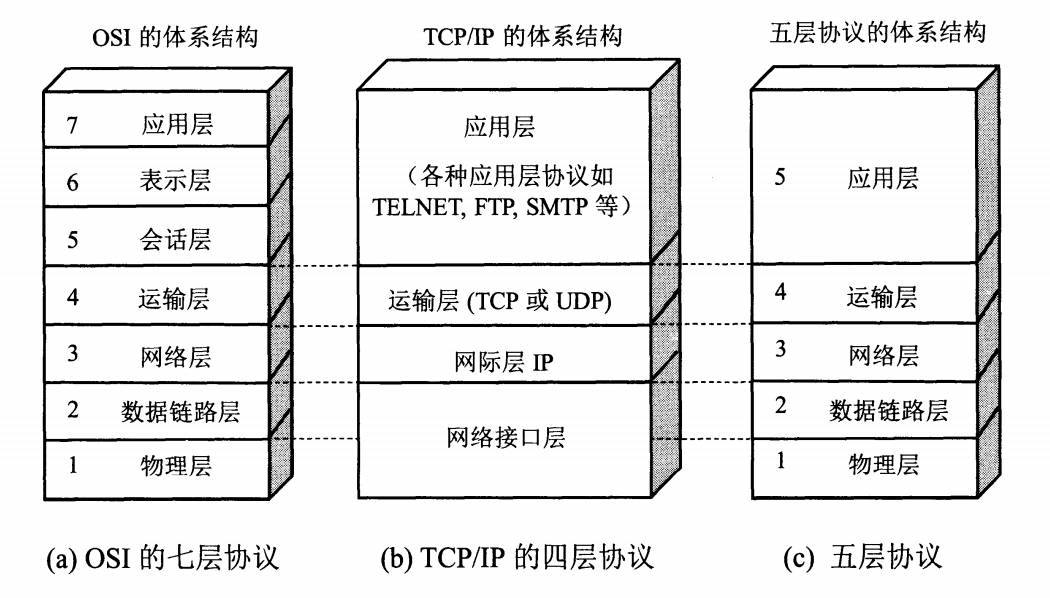 OSI 的体系结构
7 应用层
6 表示层
5 会话层
4 运输层
3 网络层
2 数据链路层
1 物理层
(a) OSI 的七层协议
TCP/IP 的体系结构
应用层
（各种应用层协议如
TELNET, FTP, SMTP 等）
运输层 (TCP 或 UDP)
网际层 IP
网络接口层
(b) TCP/IP 的四层协议
五层协议的体系结构
5 应用层
4 运输层
3 网络层
2 数据链路层
1 物理层
(c) 五层协议